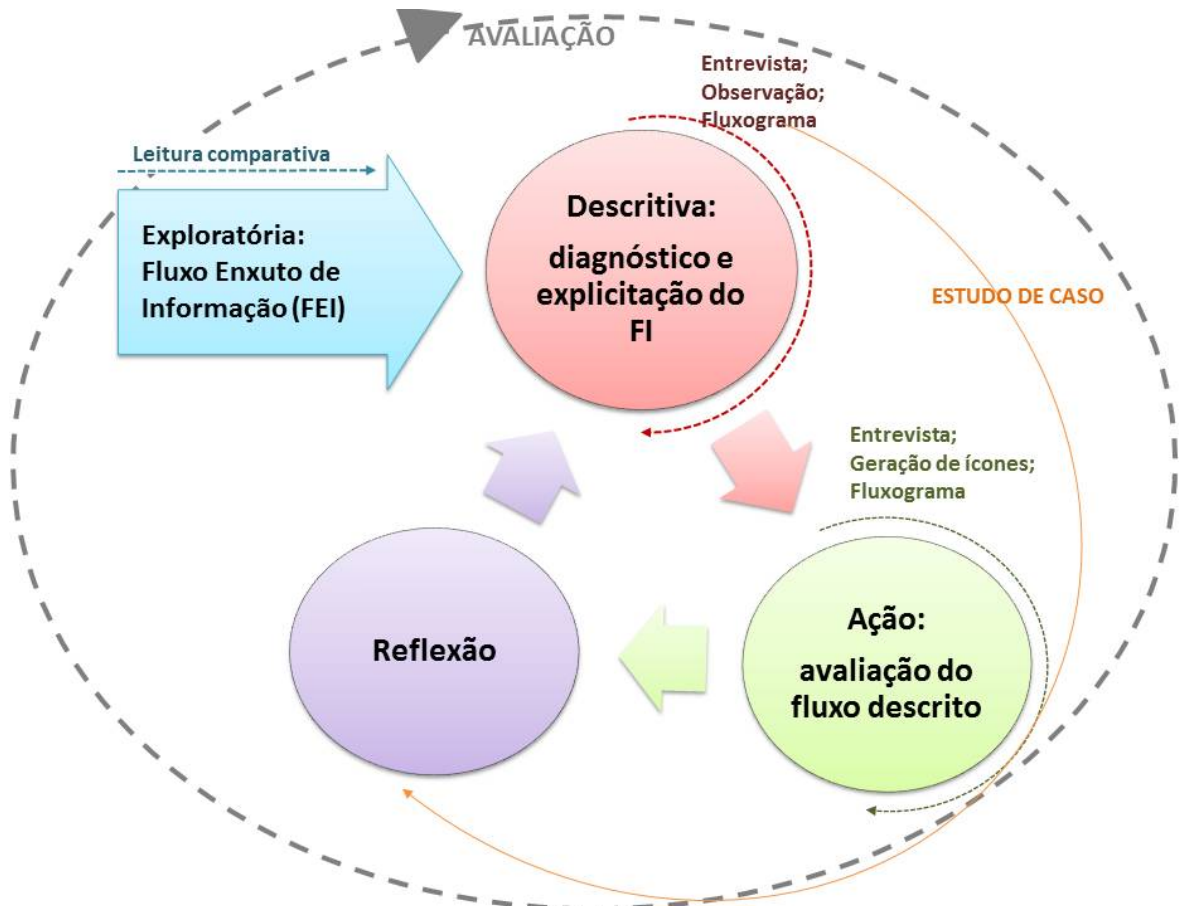 AVALIAÇÃO
Entrevista;
Observação;
Fluxograma
Leitura comparativa
Exploratória:
Fluxo Enxuto de
Informação (FEI)
Descritiva:
diagnóstico e
explicitação do
FI
ESTUDO DE CASO
Entrevista;
Geração de ícones;
Fluxograma
Ação:
avaliação do
fluxo descrito
Reflexão